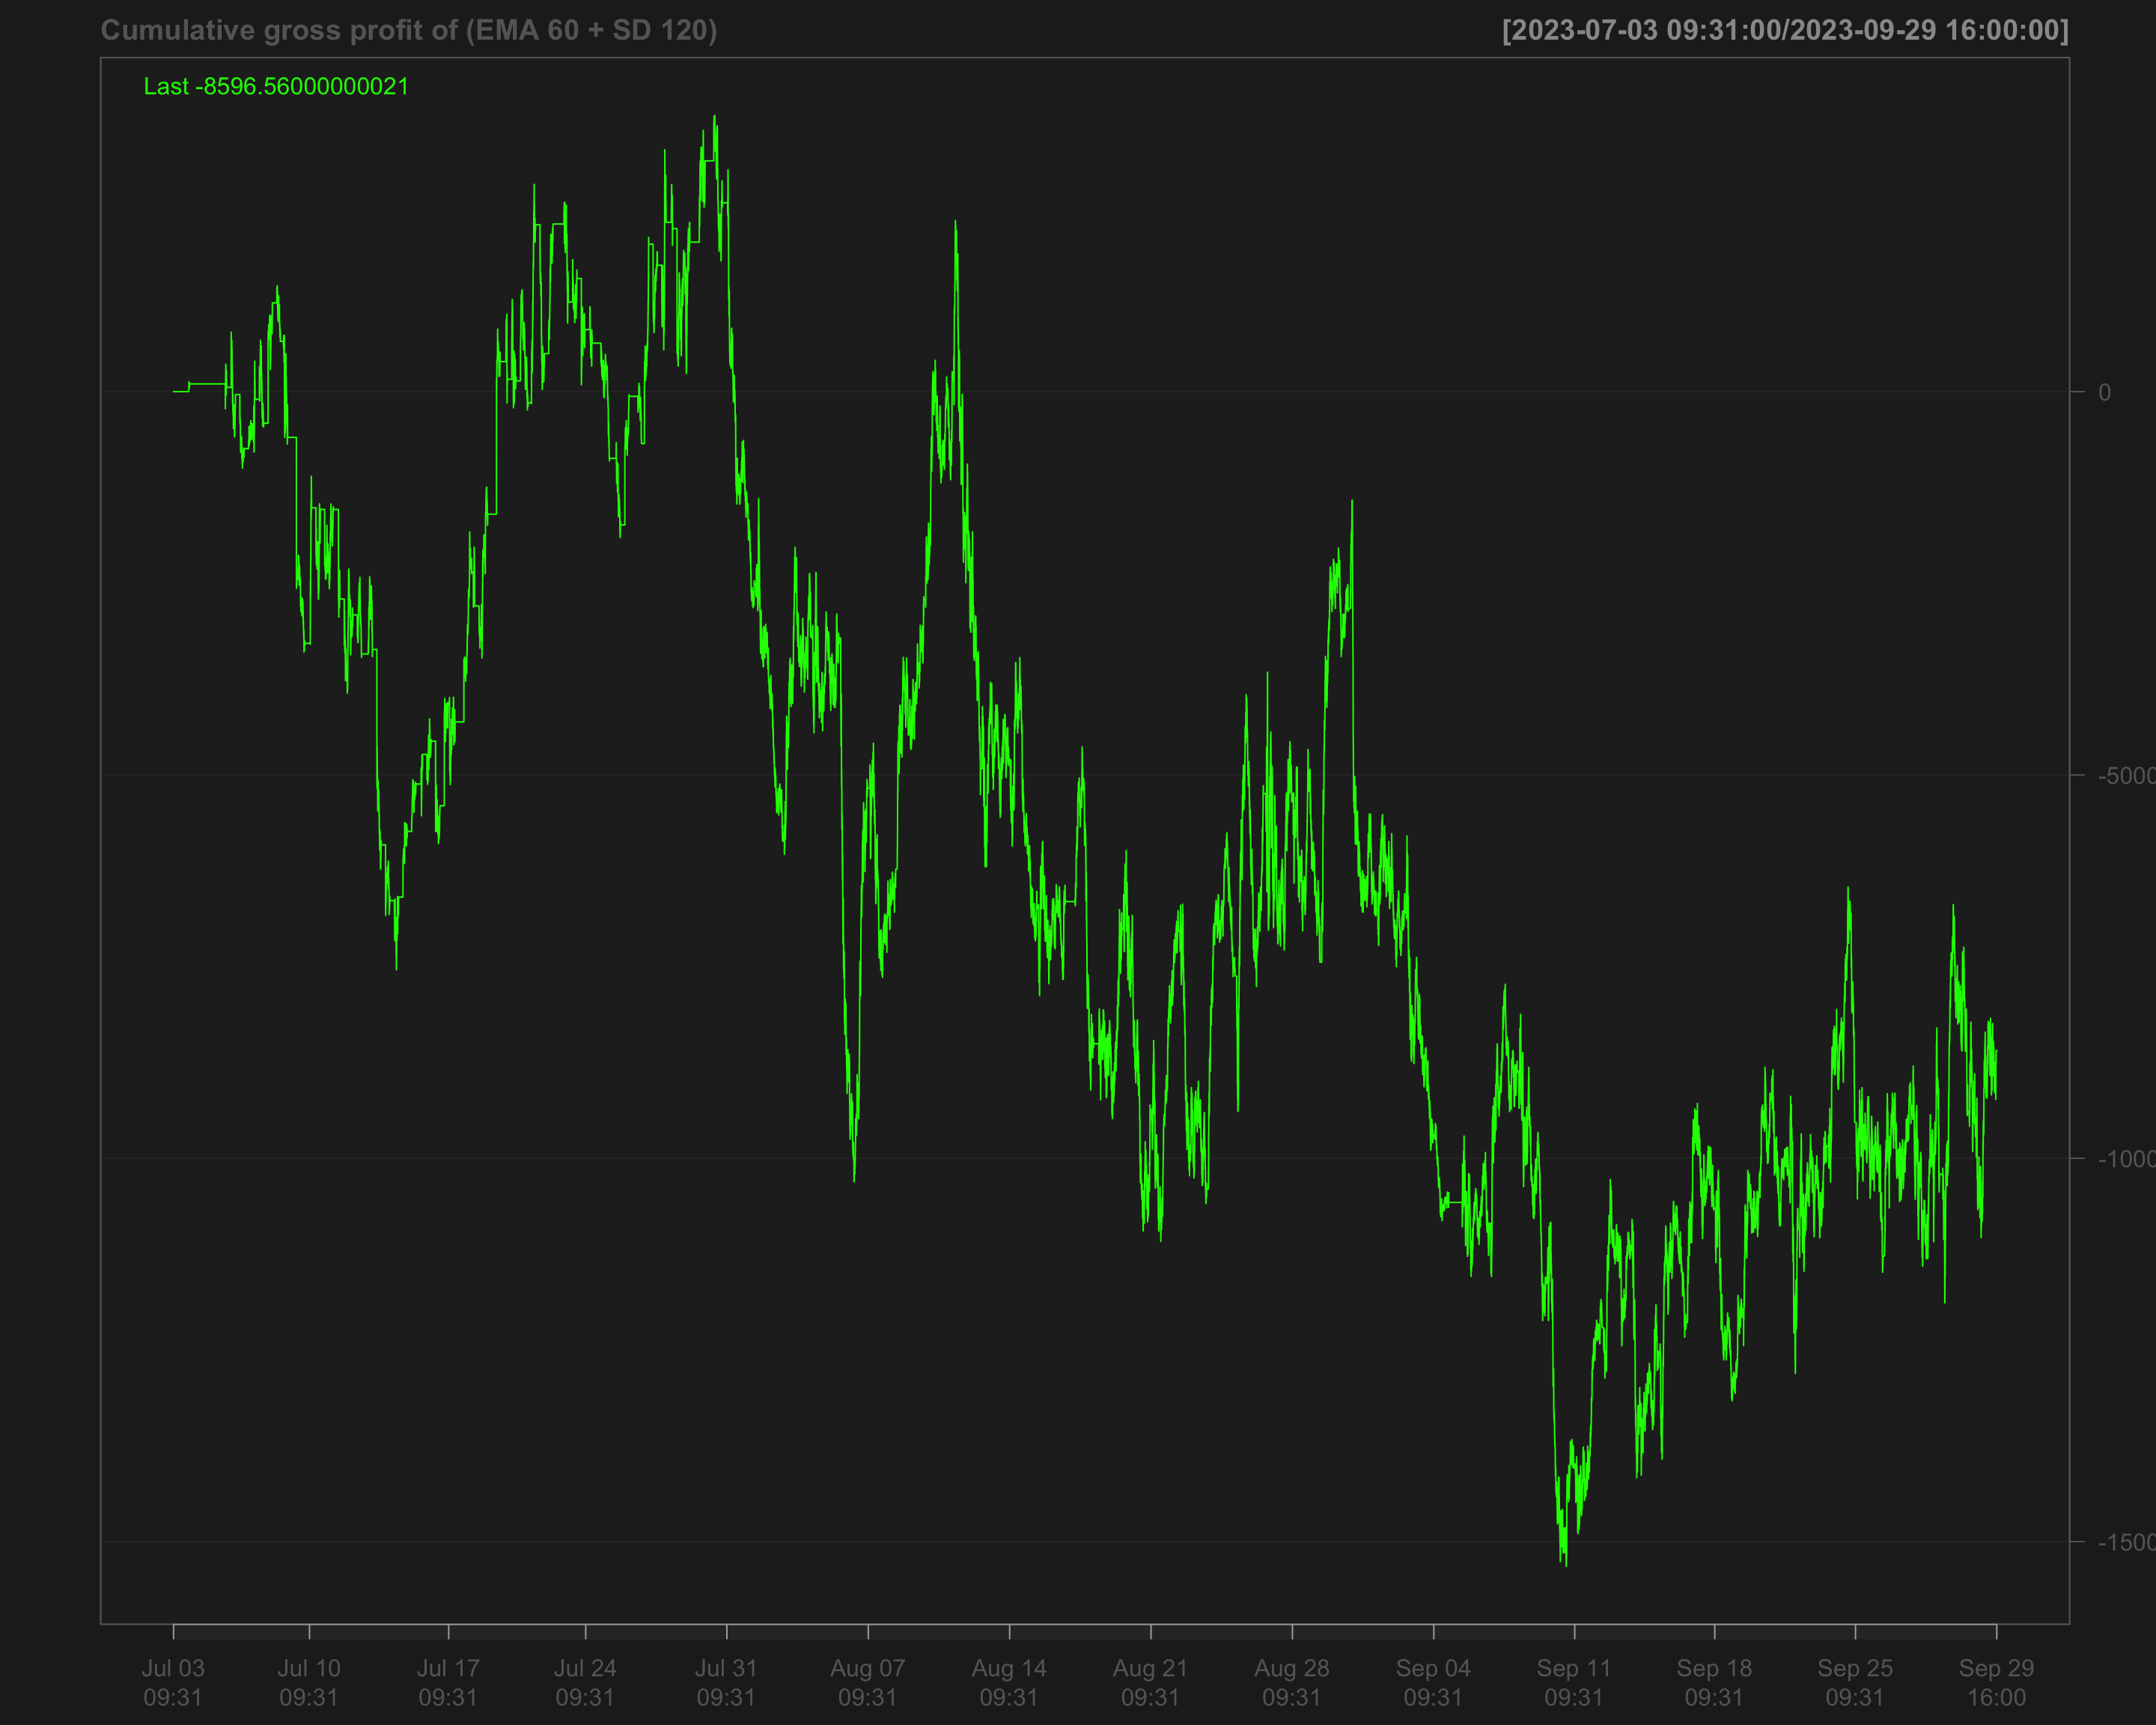 Cumulative gross profit of (EMA 60 + SD 120) [2023-07-03 09:31:00/2023-09-29 16:00:00]
Last -8596.56000000021
0
-5000
-1000
-1500
Jul 03 Jul 10 Jul 17 Jul 24 Jul 31 Aug 07 Aug 14 Aug 21 Aug 28 Sep 04 Sep 11 Sep 18 Sep 25 Sep 29
09:31 09:31 09:31 09:31 09:31 09:31 09:31 09:31 09:31 09:31 09:31 09:31 09:31 16:00